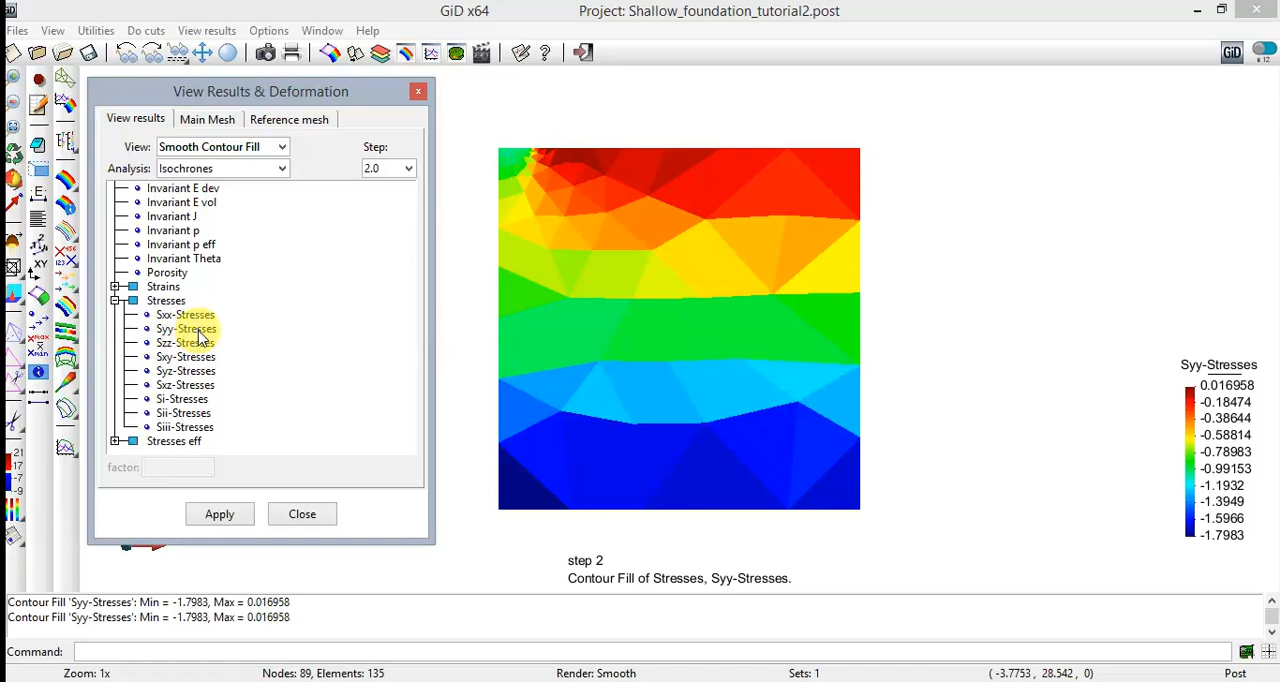 GiD
GiD x64
Project: Shallow_foundation_tutorial2.post
Files View Utilities Do cuts View results Options Window Help
GiD
12
View Results & Deformation
View results Main Mesh Reference mesh
View: Smooth Contour Fill Step:
Analysis: Isochrones 2.0
Invariant E dev
Invariant E vol
Invariant J
Invariant p
Invariant p eff
Invariant Theta
Porosity
Strains
Stresses
Sxx-Stresses
Syy-Stresses
Szz-Stresses
Sxy-Stresses
Syz-Stresses
Sxz-Stresses
Si-Stresses
Sii-Stresses
Siii-Stresses
Stresses eff
factor:
Apply Close
Syy-Stresses
0.016958
-0.18474
-0.38644
-0.58814
-0.78983
-0.99153
-1.1932
-1.3949
-1.5966
-1.7983
step 2
Contour Fill of Stresses, Syy-Stresses.
Contour Fill 'Syy-Stresses': Min = -1.7983, Max = 0.016958
Contour Fill 'Syy-Stresses': Min = -1.7983, Max = 0.016958
Command:
Zoom: 1x Nodes: 89, Elements: 135 Render: Smooth Sets: 1 (-3.7753, 28.542, 0) Post